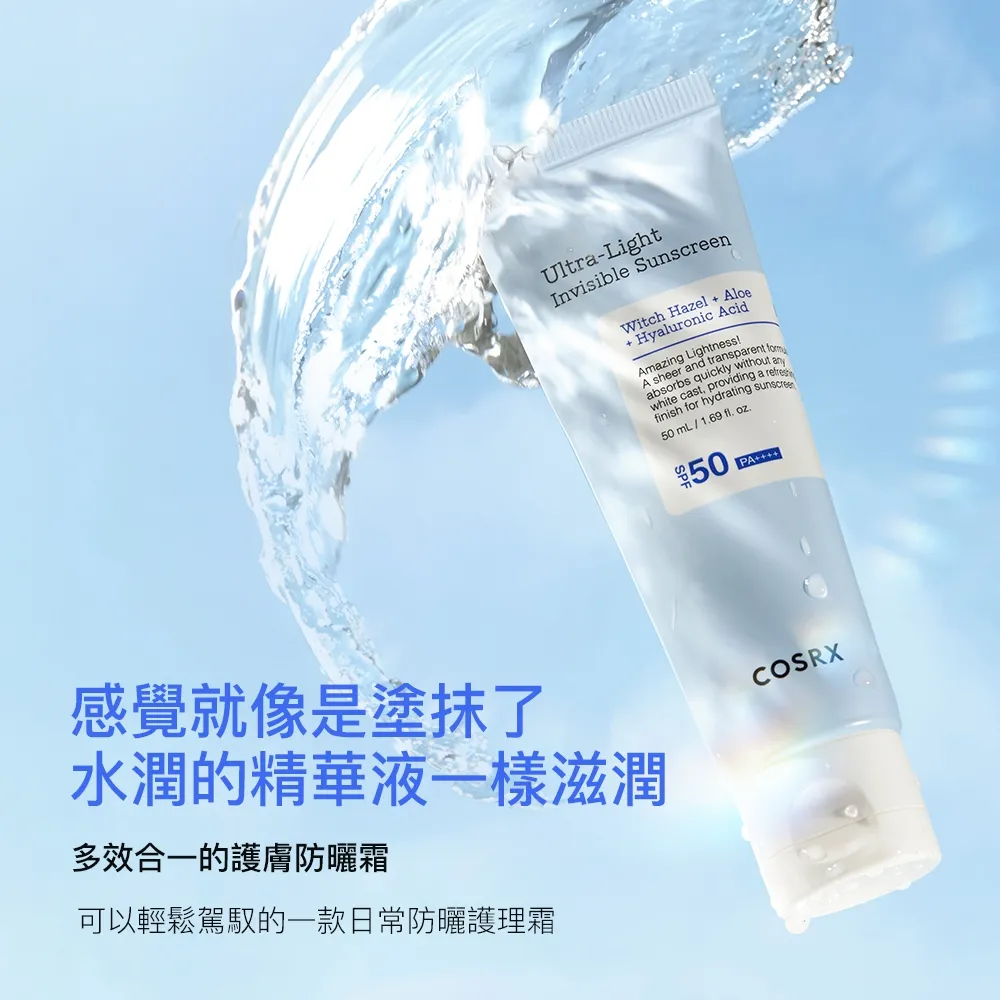 Ultra-Light
Invisible Sunscreen
Witch Hazel + Aloe
+ Hyaluronic Acid
Amazing Lightness!
A sheer and transparent
absorbs quickly without any
white cast, providing a
finish for hydrating sunscreen
50 mL / 1.69 fl. oz.
SPF 50 PA++++
COSRX
感覺就像是塗抹了
水潤的精華液一樣滋潤
多效合一的護膚防曬霜
可以輕鬆駕馭的一款日常防曬護理霜